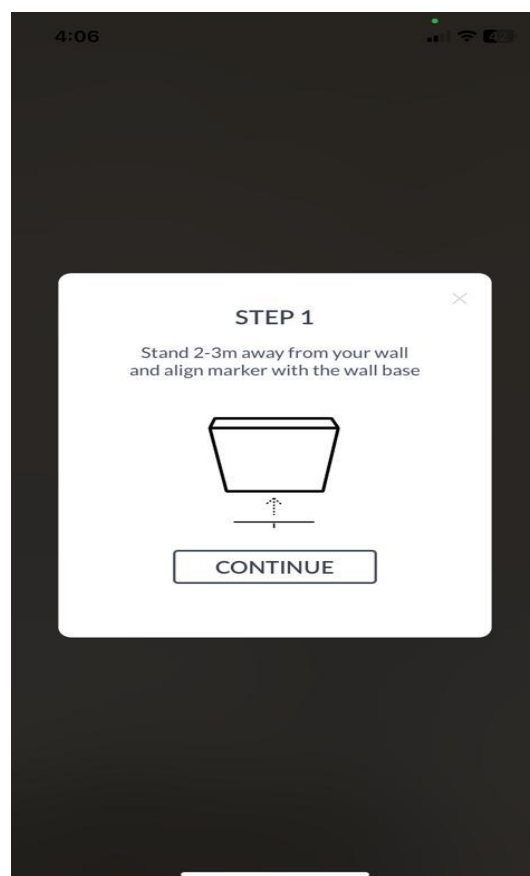 4:06
42
STEP 1
Stand 2-3m away from your wall
and align marker with the wall base
CONTINUE